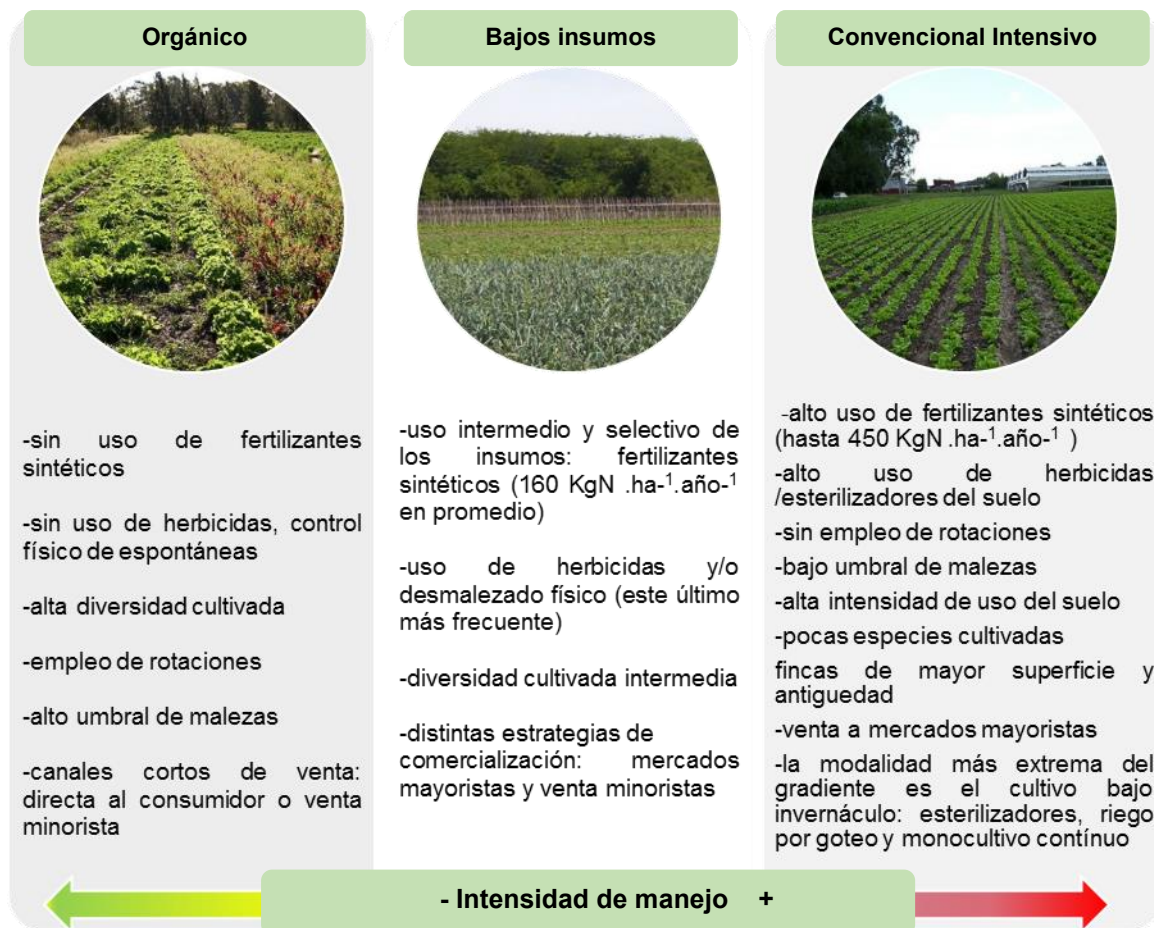 Orgánico
-sin uso de fertilizantes
sintéticos
-sin uso de herbicidas, control
físico de espontáneas
-alta diversidad cultivada
-empleo de rotaciones
-alto umbral de malezas
-canales cortos de venta:
directa al consumidor o venta
minorista
Bajos insumos
-uso intermedio y selectivo de
los insumos: fertilizantes
sintéticos (160 KgN .ha-¹.año-¹
en promedio)
-uso de herbicidas y/o
desmalezado físico (este último
más frecuente)
-diversidad cultivada intermedia
-distintas estrategias de
comercialización: mercados
mayoristas y venta minoristas
Convencional Intensivo
-alto uso de fertilizantes sintéticos
(hasta 450 KgN .ha-¹.año-¹ )
-alto uso de herbicidas
/esterilizadores del suelo
-sin empleo de rotaciones
-bajo umbral de malezas
-alta intensidad de uso del suelo
-pocas especies cultivadas
fincas de mayor superficie y
antiguedad
-venta a mercados mayoristas
-la modalidad más extrema del
gradiente es el cultivo bajo
invernáculo: esterilizadores, riego
por goteo y monocultivo contínuo
- Intensidad de manejo +